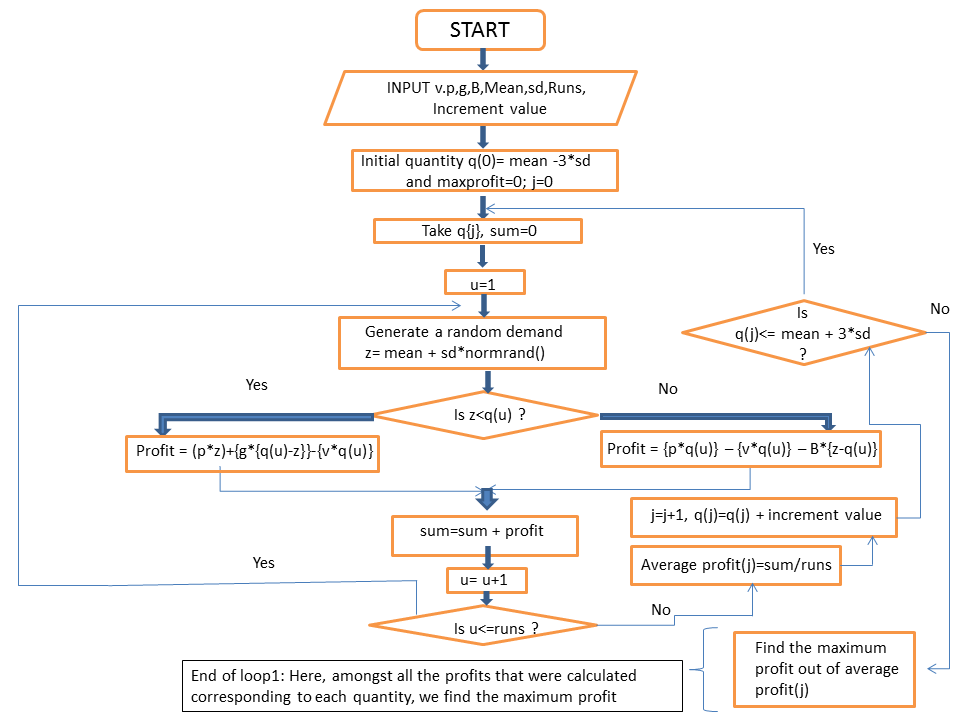 START
INPUT v.p,g,B,Mean,sd,Runs,
Increment value
Initial quantity q(0)= mean -3*sd
and maxprofit=0; j=0
Take q{j}, sum=0
Yes
u=1
No
Is
q(j)<= mean + 3*sd
?
Generate a random demand
z= mean + sd*normrand()
Yes
No
Is z<q(u) ?
Profit = (p*z)+{g*{q(u)-z}}-{v*q(u)}
Profit = {p*q(u)} – {v*q(u)} – B*{z-q(u)}
j=j+1, q(j)=q(j) + increment value
sum=sum + profit
Average profit(j)=sum/runs
Yes
u= u+1
No
Is u<=runs ?
Find the maximum
profit out of average
profit(j)
End of loop1: Here, amongst all the profits that were calculated
corresponding to each quantity, we find the maximum profit